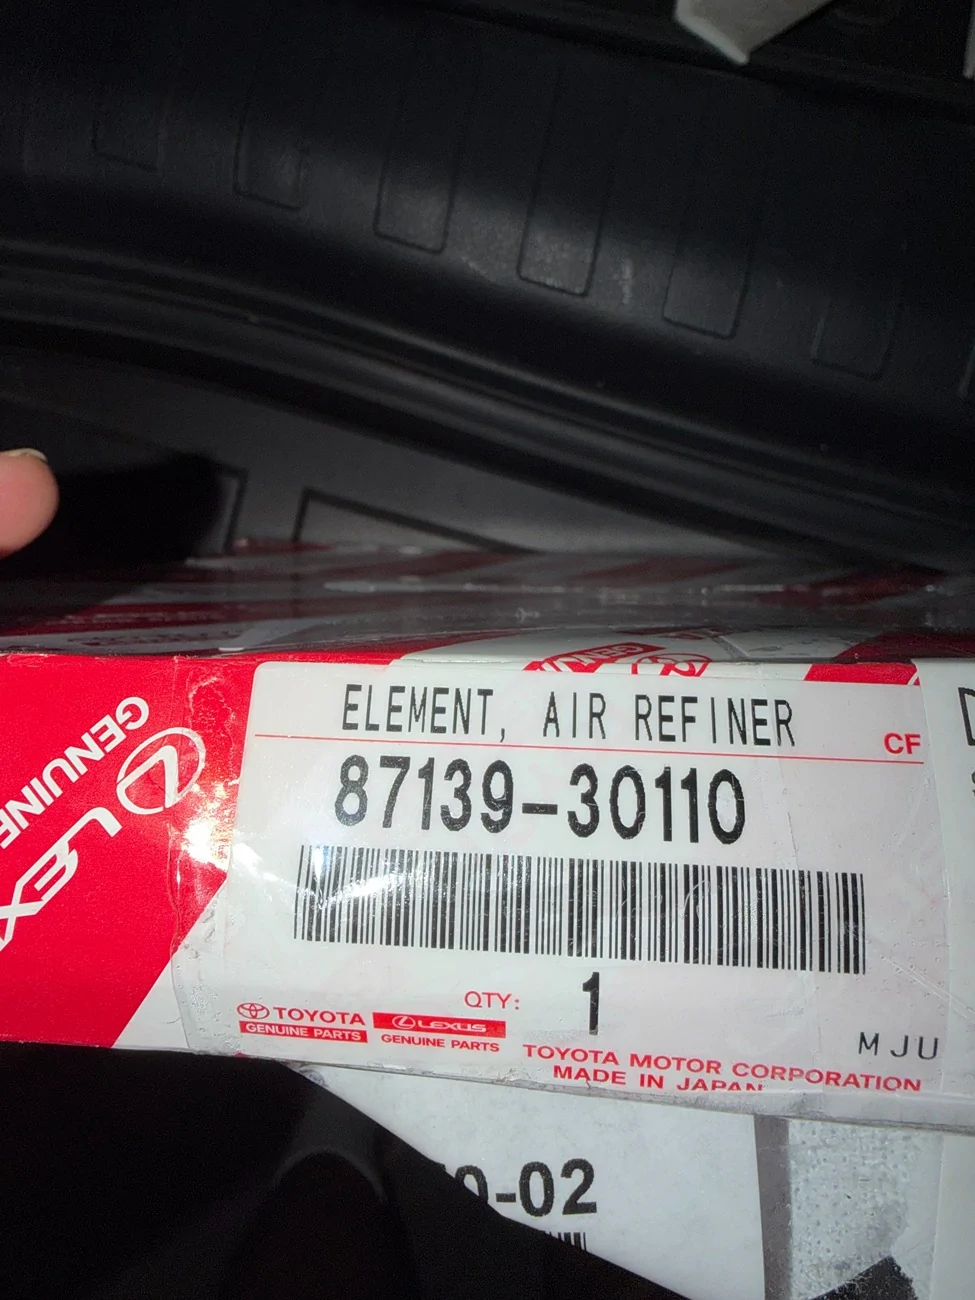 ELEMENT, AIR REFINER
CF
87139-30110
QTY: 1
TOYOTA
GENUINE PARTS
LEXUS
GENUINE PARTS
TOYOTA MOTOR CORPORATION
MADE IN JAPAN
MJU
GENUINE
LEXUS
-02